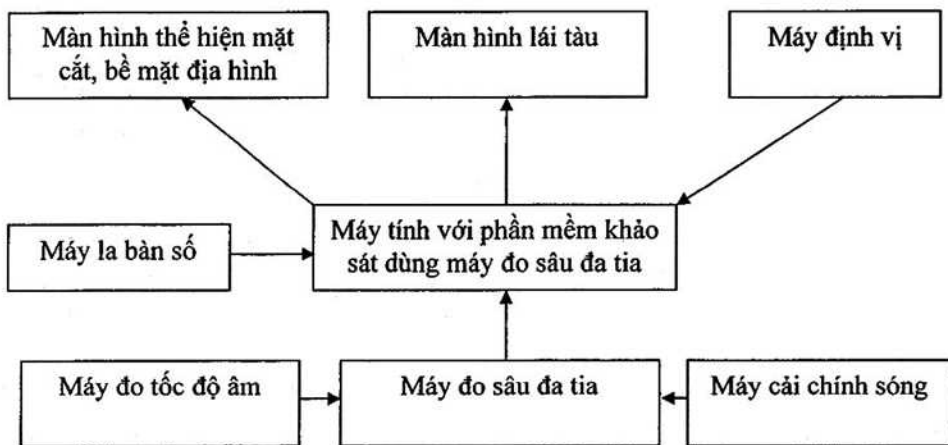 Màn hình thể hiện mặt
cắt, bề mặt địa hình
Màn hình lái tàu
Máy định vị
Máy la bàn số
Máy tính với phần mềm khảo
sát dùng máy đo sâu đa tia
Máy đo tốc độ âm
Máy đo sâu đa tia
Máy cải chính sóng